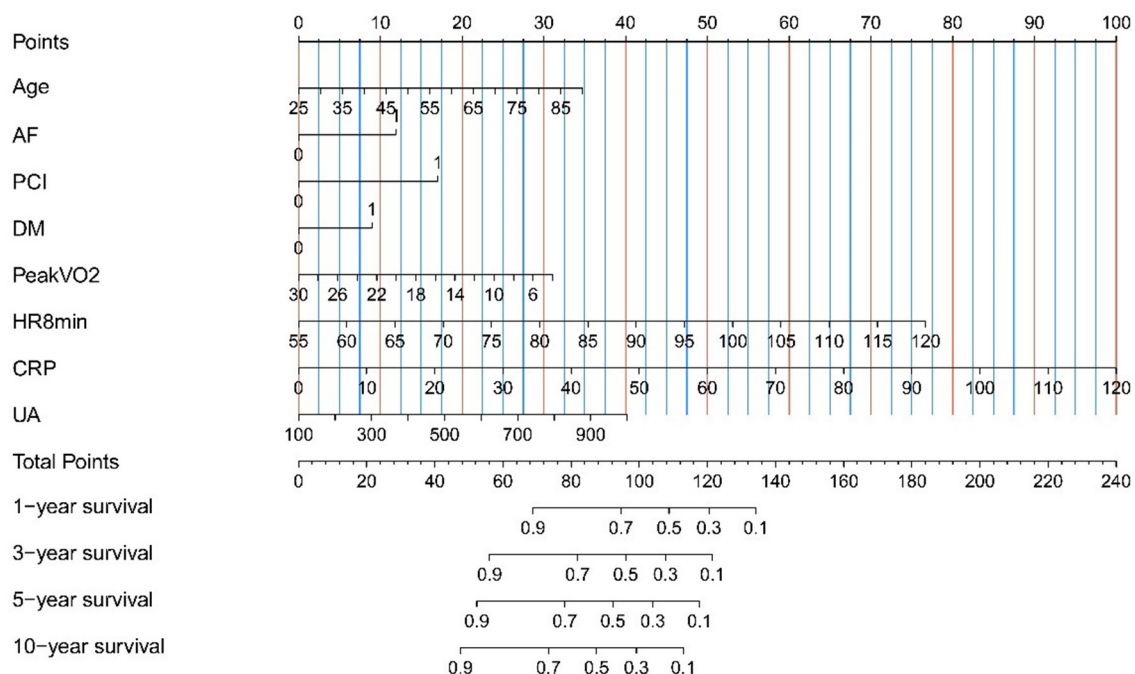 0 10 20 30 40 50 60 70 80 90 100
Points
Age
25 35 45 55 65 75 85
1
AF
0
1
PCI
0
1
DM
0
PeakVO2
30 26 22 18 14 10 6
HR8min
55 60 65 70 75 80 85 90 95 100 105 110 115 120
CRP
0 10 20 30 40 50 60 70 80 90 100 110 120
UA
100 300 500 700 900
Total Points
0 20 40 60 80 100 120 140 160 180 200 220 240
1−year survival
0.9 0.7 0.5 0.3 0.1
3−year survival
0.9 0.7 0.5 0.3 0.1
5−year survival
0.9 0.7 0.5 0.3 0.1
10−year survival
0.9 0.7 0.5 0.3 0.1